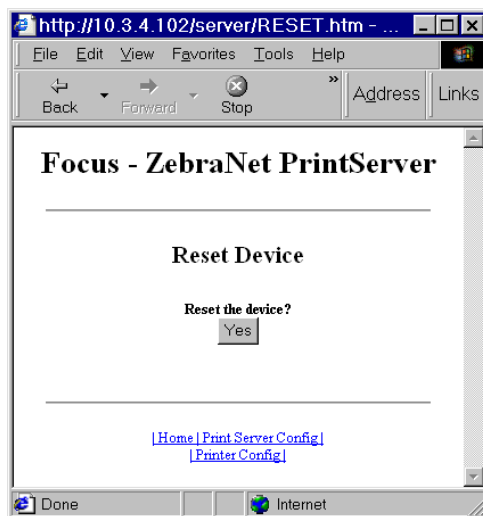 http://10.3.4.102/server/RESET.htm - ...
File Edit View Favorites Tools Help
Back Forward Stop » Address Links
Focus - ZebraNet PrintServer
Reset Device
Reset the device?
Yes
| Home | Print Server Config |
| Printer Config |
Done Internet